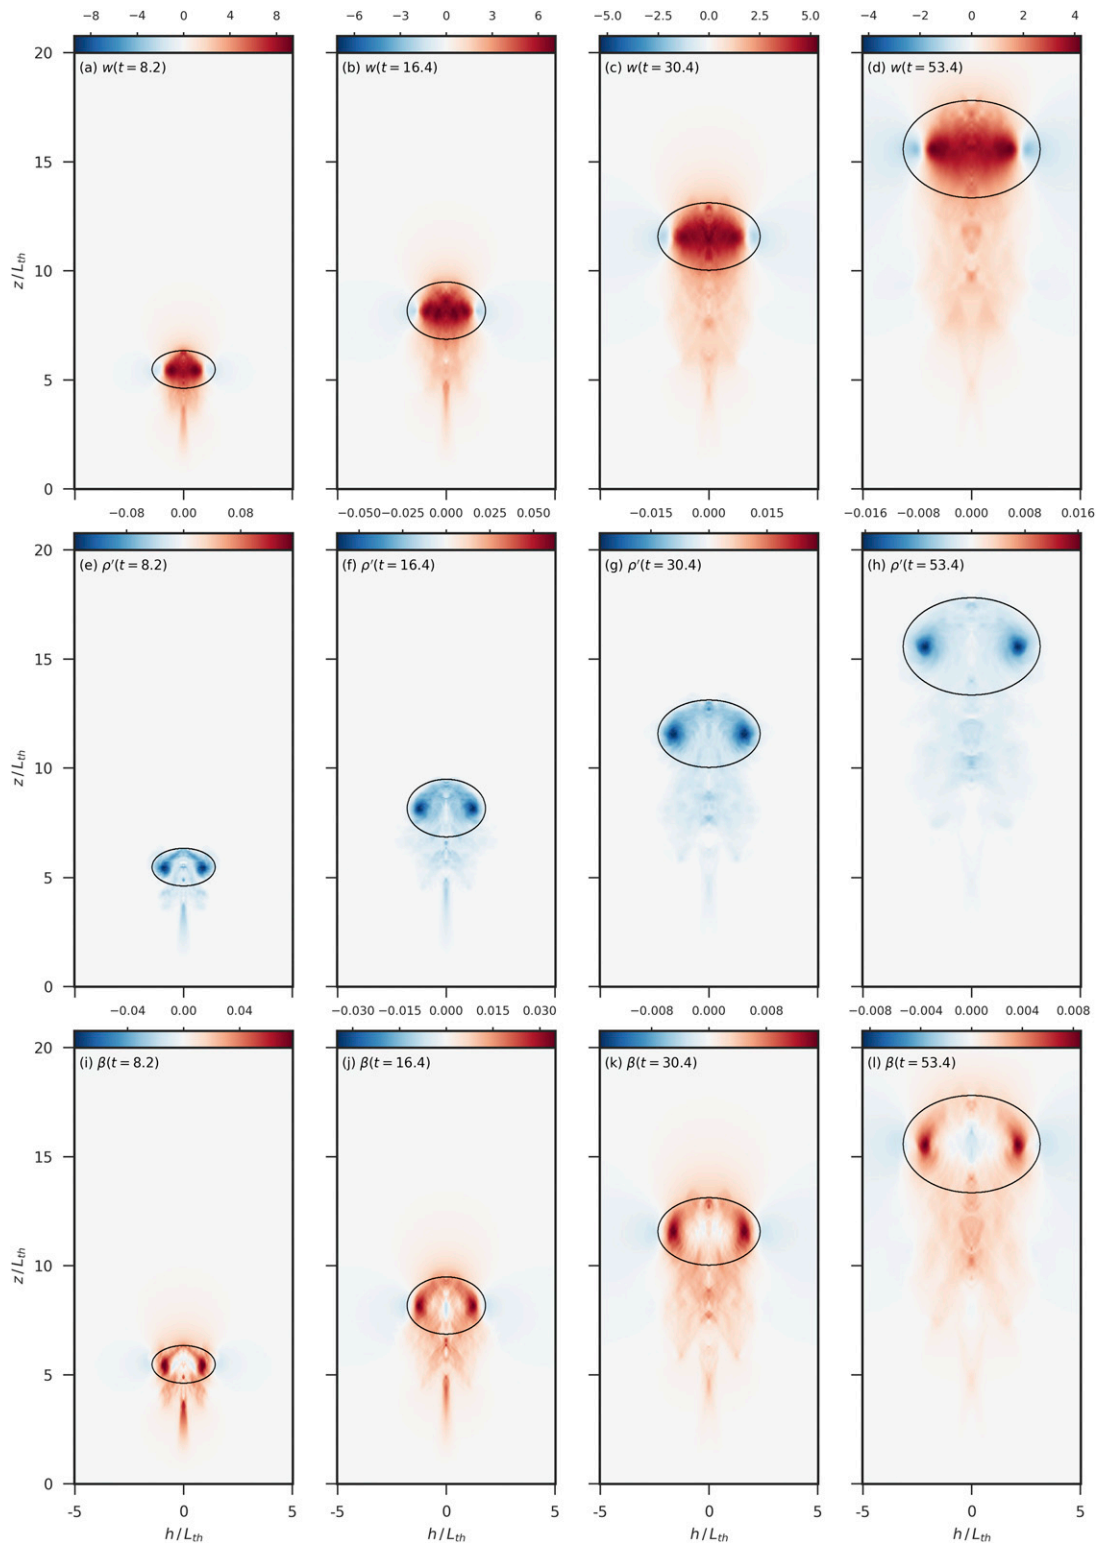 −8 −4 0 4 8 −6 −3 0 3 6 −5.0 −2.5 0.0 2.5 5.0 −4 −2 0 2 4
20
(a) w(t = 8.2) (b) w(t = 16.4) (c) w(t = 30.4) (d) w(t = 53.4)
15
z / L_th
10
5
0
−0.08 0.00 0.08 −0.050 −0.025 0.000 0.025 0.050 −0.015 0.000 0.015 −0.016 −0.008 0.000 0.008 0.016
20
(e) ρ′(t = 8.2) (f) ρ′(t = 16.4) (g) ρ′(t = 30.4) (h) ρ′(t = 53.4)
15
z / L_th
10
5
0
−0.04 0.00 0.04 −0.030 −0.015 0.000 0.015 0.030 −0.008 0.000 0.008 −0.008 −0.004 0.000 0.004 0.008
20
(i) β(t = 8.2) (j) β(t = 16.4) (k) β(t = 30.4) (l) β(t = 53.4)
15
z / L_th
10
5
0
-5 0 5 -5 0 5 -5 0 5 -5 0 5
h / L_th h / L_th h / L_th h / L_th